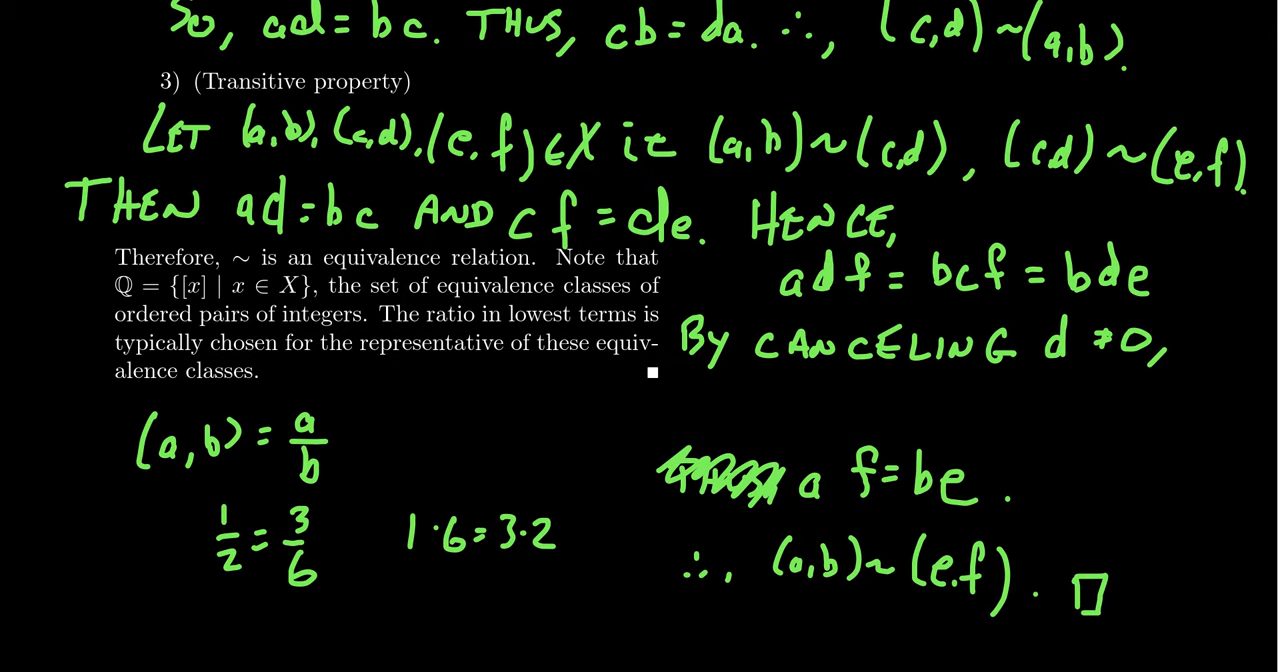 So, ad = bc. THUS, cb = da. ∴, (c,d) ~ (a,b).
3) (Transitive property)
LET (a,b), (c,d), (e,f) ∈ X if (a,b) ~ (c,d), (c,d) ~ (e,f).
THEN ad = bc AND cf = de. HENCE,
adf = bcf = bde
BY CANCELING d ≠ 0,
af = be.
∴, (a,b) ~ (e,f). □
Therefore, ∼ is an equivalence relation. Note that
ℚ = {[x] | x ∈ X}, the set of equivalence classes of
ordered pairs of integers. The ratio in lowest terms is
typically chosen for the representative of these equiv-
alence classes. ■
(a,b) = a/b
1/2 = 3/6 1·6 = 3·2